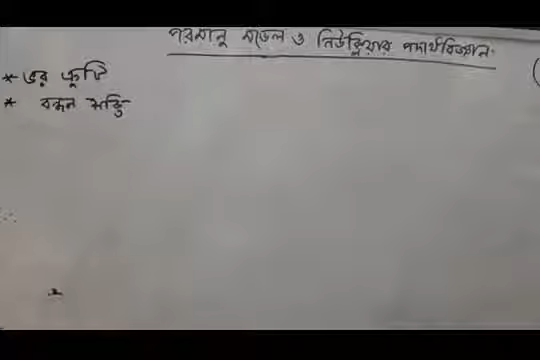 পরমানু মডেল ও নিউক্লিয়ার পদার্থবিজ্ঞান
* ভর ত্রুটি
* বন্ধন শক্তি